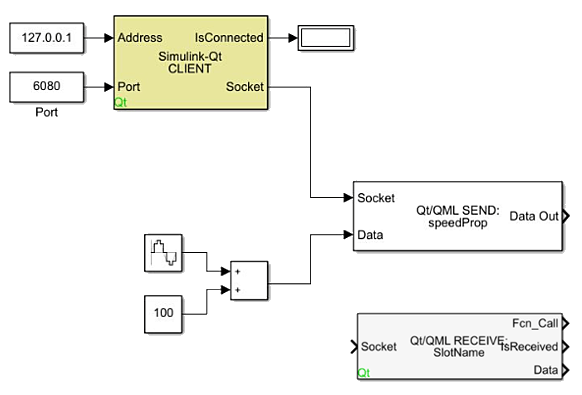 127.0.0.1
Address
IsConnected
Simulink-Qt
CLIENT
6080
Port
Socket
Qt
Port
Socket
Qt/QML SEND:
speedProp
Data Out
Data
+
+
100
Fcn_Call
Socket
Qt/QML RECEIVE:
SlotName
IsReceived
Data
Qt